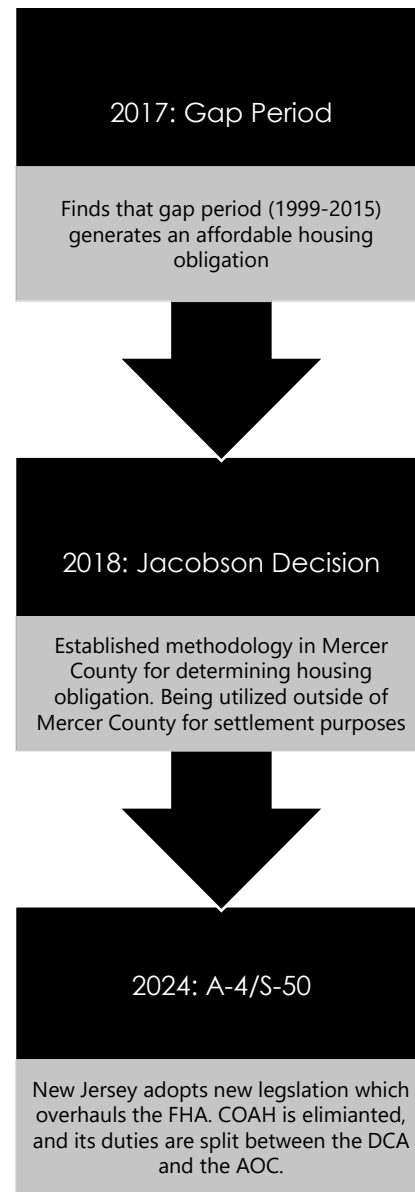 2017: Gap Period
Finds that gap period (1999-2015)
generates an affordable housing
obligation
2018: Jacobson Decision
Established methodology in Mercer
County for determining housing
obligation. Being utilized outside of
Mercer County for settlement purposes
2024: A-4/S-50
New Jersey adopts new legslation which
overhauls the FHA. COAH is elimianted,
and its duties are split between the DCA
and the AOC.